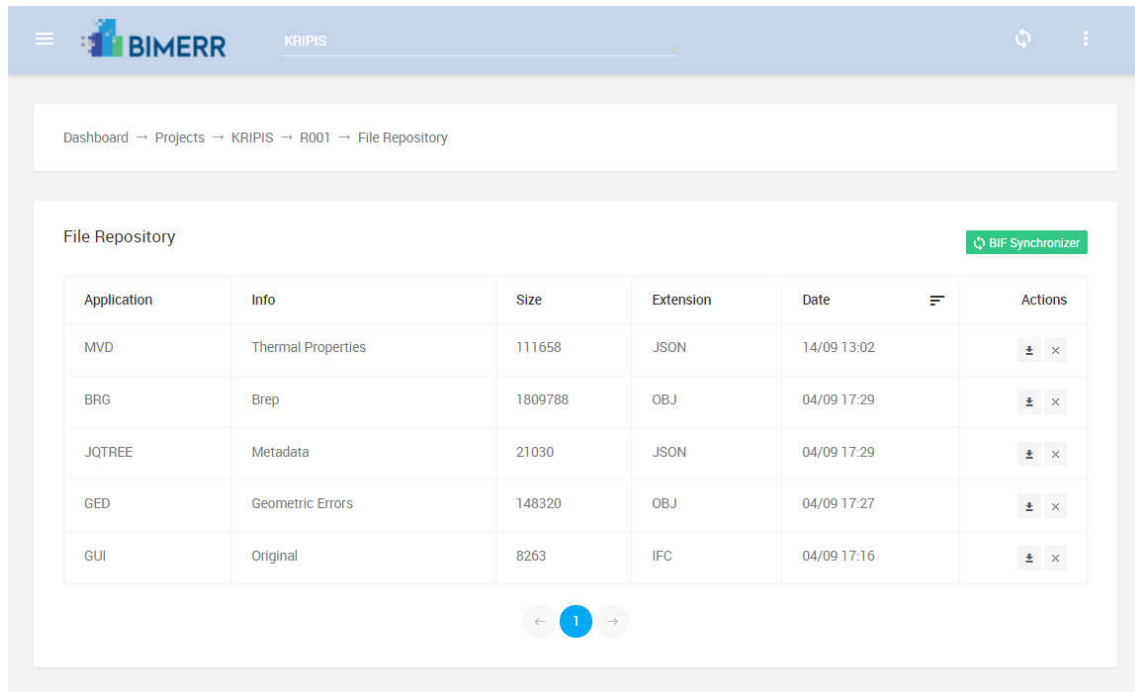 BIMERR KRIPIS
Dashboard → Projects → KRIPIS → R001 → File Repository
File Repository BIF Synchronizer
Application Info Size Extension Date Actions
MVD Thermal Properties 111658 JSON 14/09 13:02
BRG Brep 1809788 OBJ 04/09 17:29
JQTREE Metadata 21030 JSON 04/09 17:29
GED Geometric Errors 148320 OBJ 04/09 17:27
GUI Original 8263 IFC 04/09 17:16
← 1 →